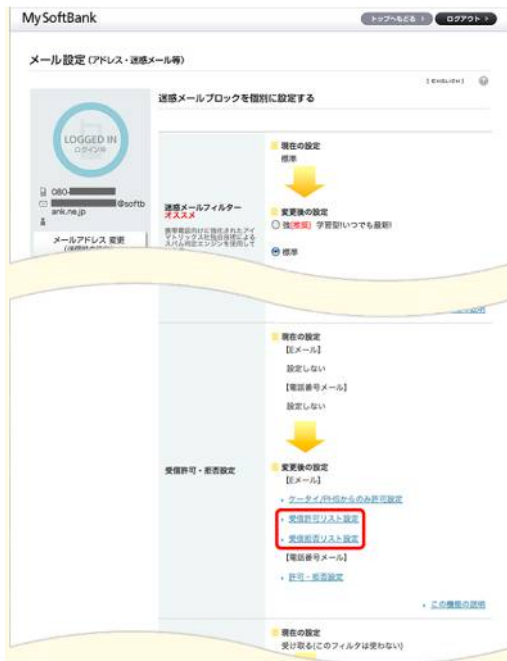 My SoftBank
トップへもどる
ログアウト
メール設定 (アドレス・迷惑メール等)
[ENGLISH]
迷惑メールブロックを個別に設定する
LOGGED IN
ログイン中
080-
@softb
ank.ne.jp
メールアドレス 変更
迷惑メールフィルター
オススメ
現在の設定
標準
変更後の設定
強[推奨] 学習型!いつでも最新!
標準
受信許可・拒否設定
現在の設定
【Eメール】
設定しない
【電話番号メール】
設定しない
変更後の設定
【Eメール】
ケータイ/PHSからのみ許可設定
受信許可リスト設定
受信拒否リスト設定
【電話番号メール】
許可・拒否設定
この機能の説明
現在の設定
受け取る(このフィルタは使わない)